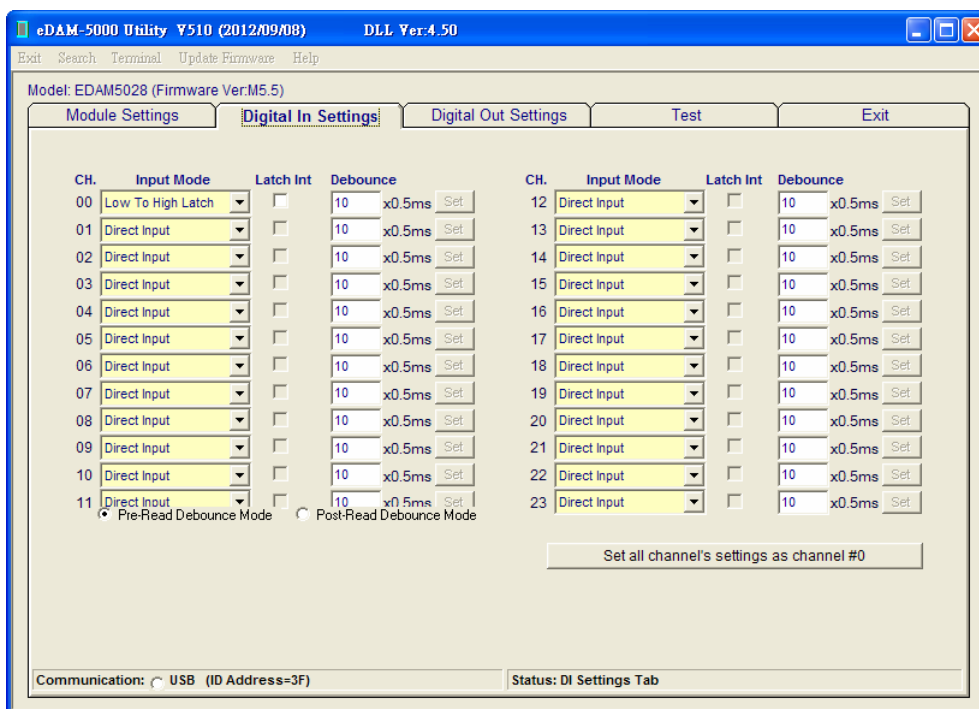 eDAM-5000 Utility V510 (2012/09/08) DLL Ver:4.50
Exit Search Terminal Update Firmware Help
Model: EDAM5028 (Firmware Ver:M5.5)
Module Settings Digital In Settings Digital Out Settings Test Exit
CH. Input Mode Latch Int Debounce CH. Input Mode Latch Int Debounce
00 Low To High Latch 10 x0.5ms Set 12 Direct Input 10 x0.5ms Set
01 Direct Input 10 x0.5ms Set 13 Direct Input 10 x0.5ms Set
02 Direct Input 10 x0.5ms Set 14 Direct Input 10 x0.5ms Set
03 Direct Input 10 x0.5ms Set 15 Direct Input 10 x0.5ms Set
04 Direct Input 10 x0.5ms Set 16 Direct Input 10 x0.5ms Set
05 Direct Input 10 x0.5ms Set 17 Direct Input 10 x0.5ms Set
06 Direct Input 10 x0.5ms Set 18 Direct Input 10 x0.5ms Set
07 Direct Input 10 x0.5ms Set 19 Direct Input 10 x0.5ms Set
08 Direct Input 10 x0.5ms Set 20 Direct Input 10 x0.5ms Set
09 Direct Input 10 x0.5ms Set 21 Direct Input 10 x0.5ms Set
10 Direct Input 10 x0.5ms Set 22 Direct Input 10 x0.5ms Set
11 Direct Input 10 x0.5ms Set 23 Direct Input 10 x0.5ms Set
Pre-Read Debounce Mode Post-Read Debounce Mode
Set all channel's settings as channel #0
Communication: USB (ID Address=3F) Status: DI Settings Tab